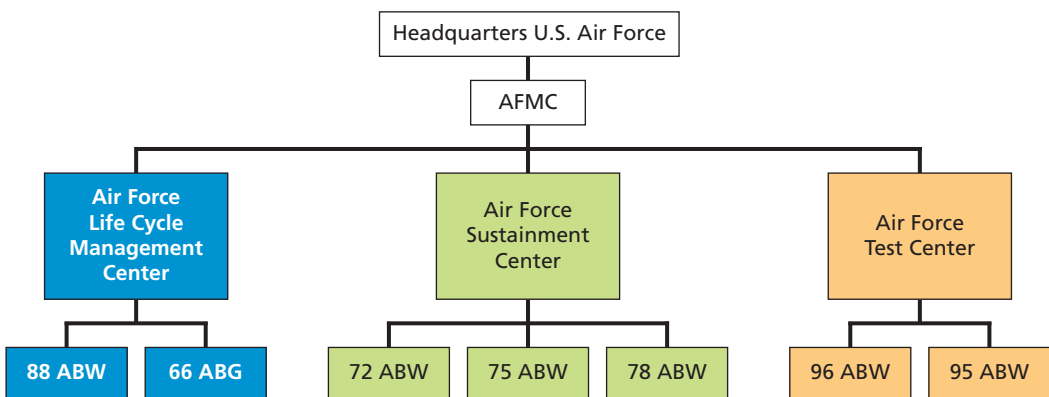 Headquarters U.S. Air Force
AFMC
Air Force
Life Cycle
Management
Center
Air Force
Sustainment
Center
Air Force
Test Center
88 ABW
66 ABG
72 ABW
75 ABW
78 ABW
96 ABW
95 ABW